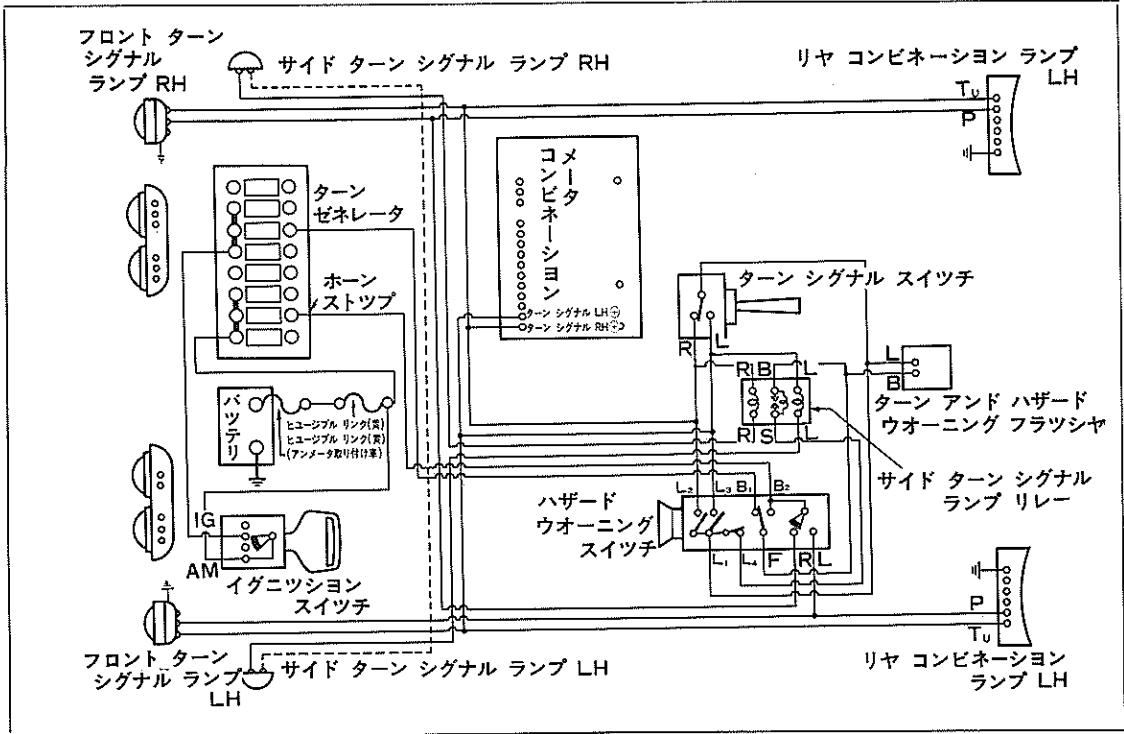 フロント ターン
シグナル
ランプ RH
サイド ターン シグナル ランプ RH
リヤ コンビネーション ランプ
LH
TU
P
コンビネーション
メータ
ターン
ゼネレータ
ホーン
ストップ
ターン シグナル LH⊕
ターン シグナル RH⊕
ターン シグナル スイツチ
R
L
R B L
R S L
L
B
ターン アンド ハザード
ウオーニング フラツシヤ
サイド ターン シグナル
ランプ リレー
バツテリ
ヒユージブル リンク(黄)
ヒユージブル リンク(黄)
(アンメータ取り付け車)
ハザード
ウオーニング
スイツチ
L2 L3 B1 B2
L1 L4 F R L
IG
AM
イグニツシヨン
スイツチ
フロント ターン
シグナル ランプ
LH
サイド ターン シグナル ランプ LH
P
TU
リヤ コンビネーション
ランプ LH